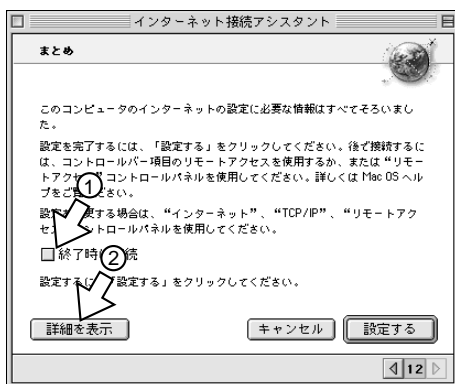 インターネット接続アシスタント
まとめ
このコンピュータのインターネットの設定に必要な情報はすべてそろいまし
た。
設定を完了するには、「設定する」をクリックしてください。後で接続するに
は、コントロールバー項目のリモートアクセスを使用するか、または“リモー
トアク”コントロールパネルを使用してください。詳しくは Mac OS ヘル
プをご さい。
設 更する場合は、“インターネット”、“TCP/IP”、“リモートアク
セ ントロールパネルを使用してください。
①
終了時 続
②
設定する 設定する」をクリックしてください。
詳細を表示
キャンセル
設定する
12